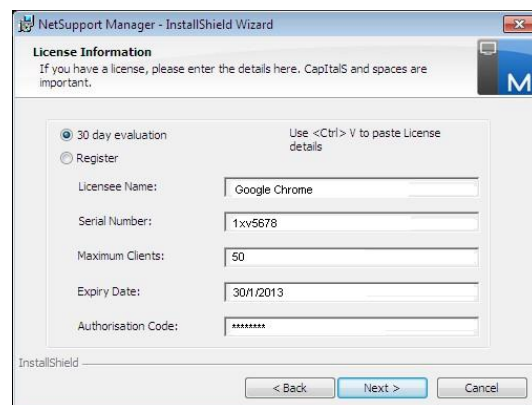 NetSupport Manager - InstallShield Wizard
License Information
If you have a license, please enter the details here. CapItalS and spaces are
important.
M
30 day evaluation
Use <Ctrl> V to paste License
details
Register
Licensee Name:
Google Chrome
Serial Number:
1xv5678
Maximum Clients:
50
Expiry Date:
30/1/2013
Authorisation Code:
********
InstallShield
< Back
Next >
Cancel